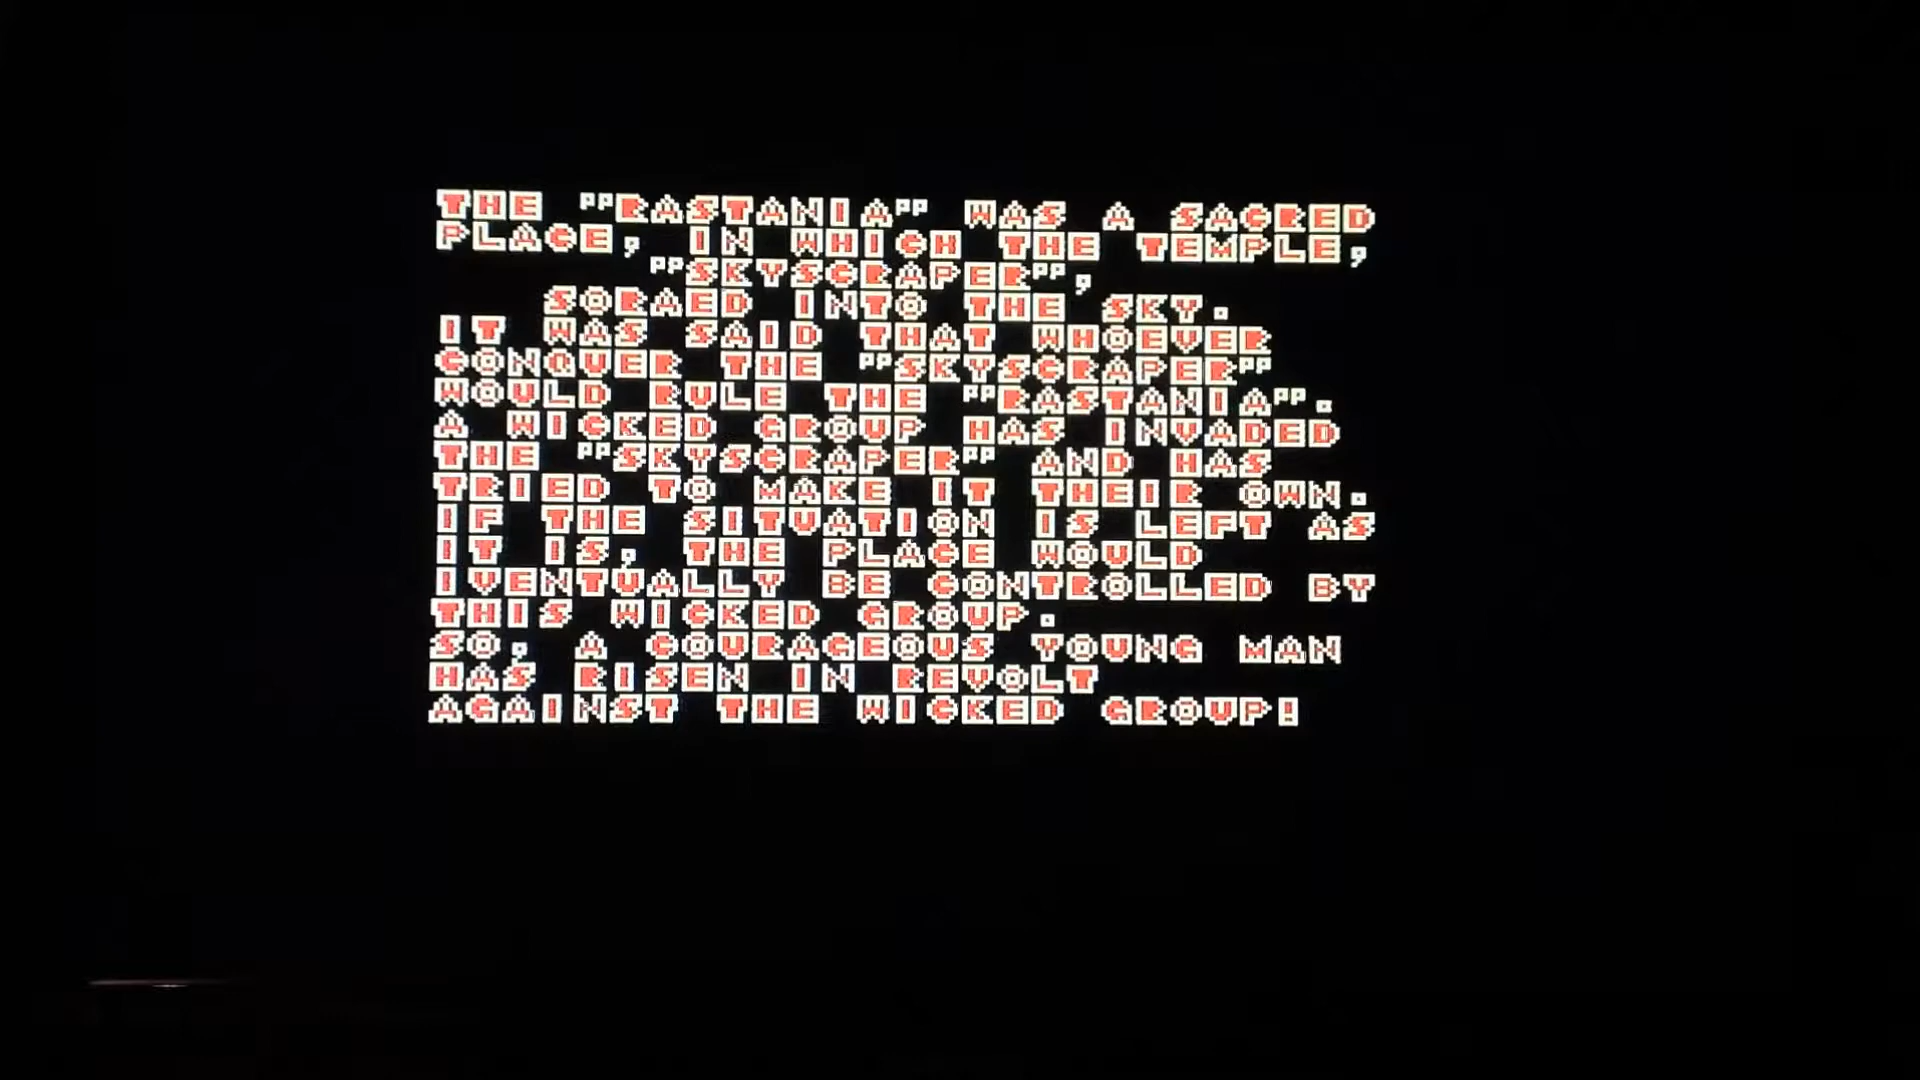 THE "RASTANIA" WAS A SACRED
PLACE, IN WHICH THE TEMPLE,
"SKYSCRAPER",
SORAED INTO THE SKY.
IT WAS SAID THAT WHOEVER
CONQUER THE "SKYSCRAPER"
WOULD RULE THE "RASTANIA".
A WICKED GROUP HAS INVADED
THE "SKYSCRAPER" AND HAS
TRIED TO MAKE IT THEIR OWN.
IF THE SITUATION IS LEFT AS
IT IS, THE PLACE WOULD
IVENTUALLY BE CONTROLLED BY
THIS WICKED GROUP.
SO, A COURAGEOUS YOUNG MAN
HAS RISEN IN REVOLT
AGAINST THE WICKED GROUP!